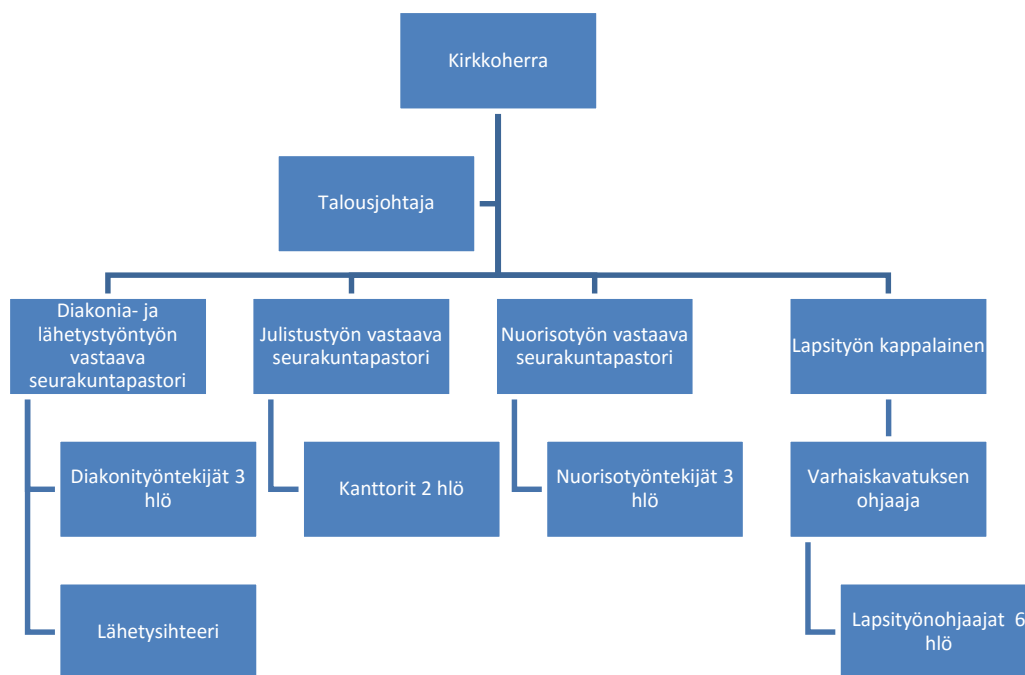 Kirkkoherra
Talousjohtaja
Diakonia- ja
lähetystyöntyön
vastaava
seurakuntapastori
Julistustyön vastaava
seurakuntapastori
Nuorisotyön vastaava
seurakuntapastori
Lapsityön kappalainen
Diakonityöntekijät 3
hlö
Kanttorit 2 hlö
Nuorisotyöntekijät 3
hlö
Varhaiskavatuksen
ohjaaja
Lähetysihteeri
Lapsityönohjaajat 6
hlö